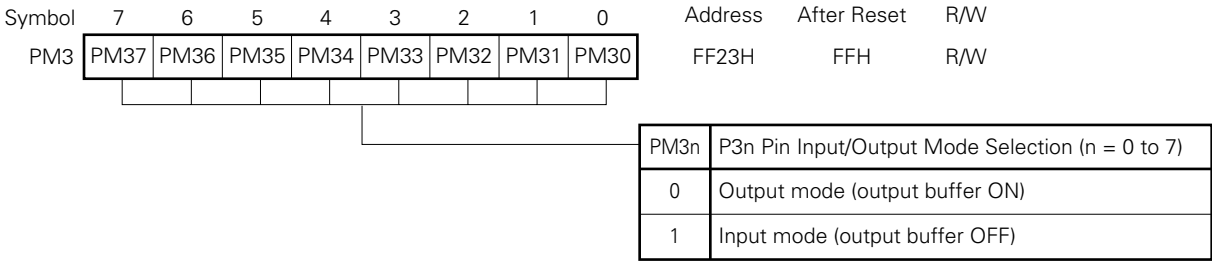 Symbol 7 6 5 4 3 2 1 0 Address After Reset R/W
PM3 PM37 PM36 PM35 PM34 PM33 PM32 PM31 PM30 FF23H FFH R/W
PM3n P3n Pin Input/Output Mode Selection (n = 0 to 7)
0 Output mode (output buffer ON)
1 Input mode (output buffer OFF)